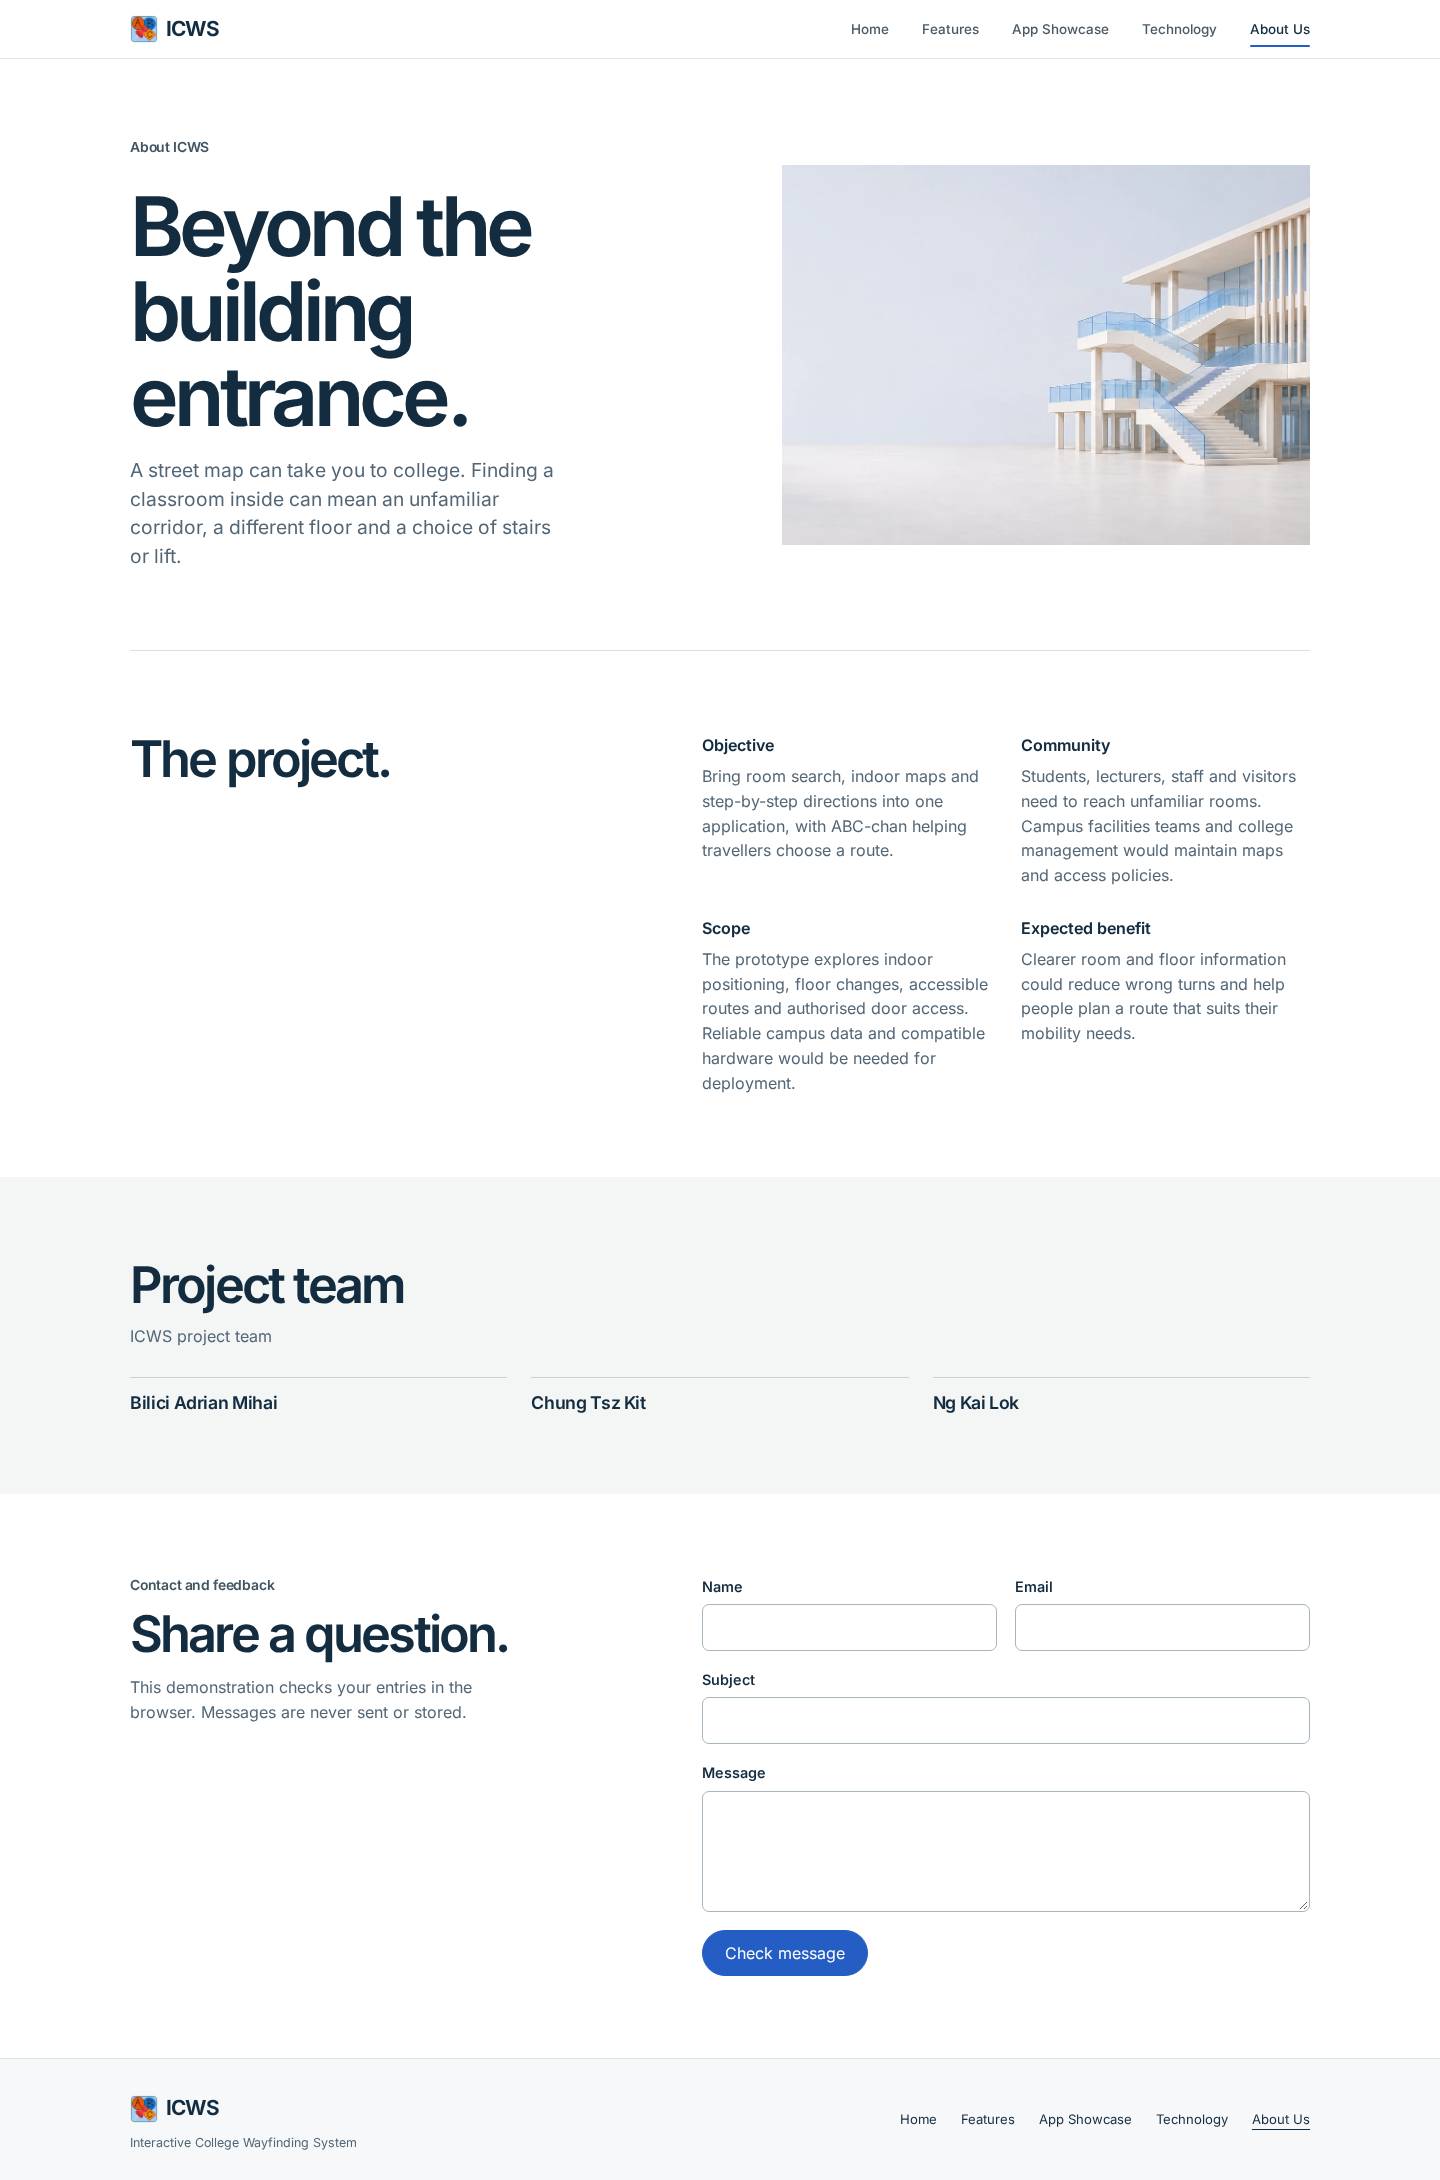 ICWS
Home
Features
App Showcase
Technology
About Us
About ICWS
Beyond the
building
entrance.
A street map can take you to college. Finding a
classroom inside can mean an unfamiliar
corridor, a different floor and a choice of stairs
or lift.
The project.
Objective
Bring room search, indoor maps and
step-by-step directions into one
application, with ABC-chan helping
travellers choose a route.
Community
Students, lecturers, staff and visitors
need to reach unfamiliar rooms.
Campus facilities teams and college
management would maintain maps
and access policies.
Scope
The prototype explores indoor
positioning, floor changes, accessible
routes and authorised door access.
Reliable campus data and compatible
hardware would be needed for
deployment.
Expected benefit
Clearer room and floor information
could reduce wrong turns and help
people plan a route that suits their
mobility needs.
Project team
ICWS project team
Bilici Adrian Mihai
Chung Tsz Kit
Ng Kai Lok
Contact and feedback
Share a question.
This demonstration checks your entries in the
browser. Messages are never sent or stored.
Name
Email
Subject
Message
Check message
ICWS
Interactive College Wayfinding System
Home
Features
App Showcase
Technology
About Us